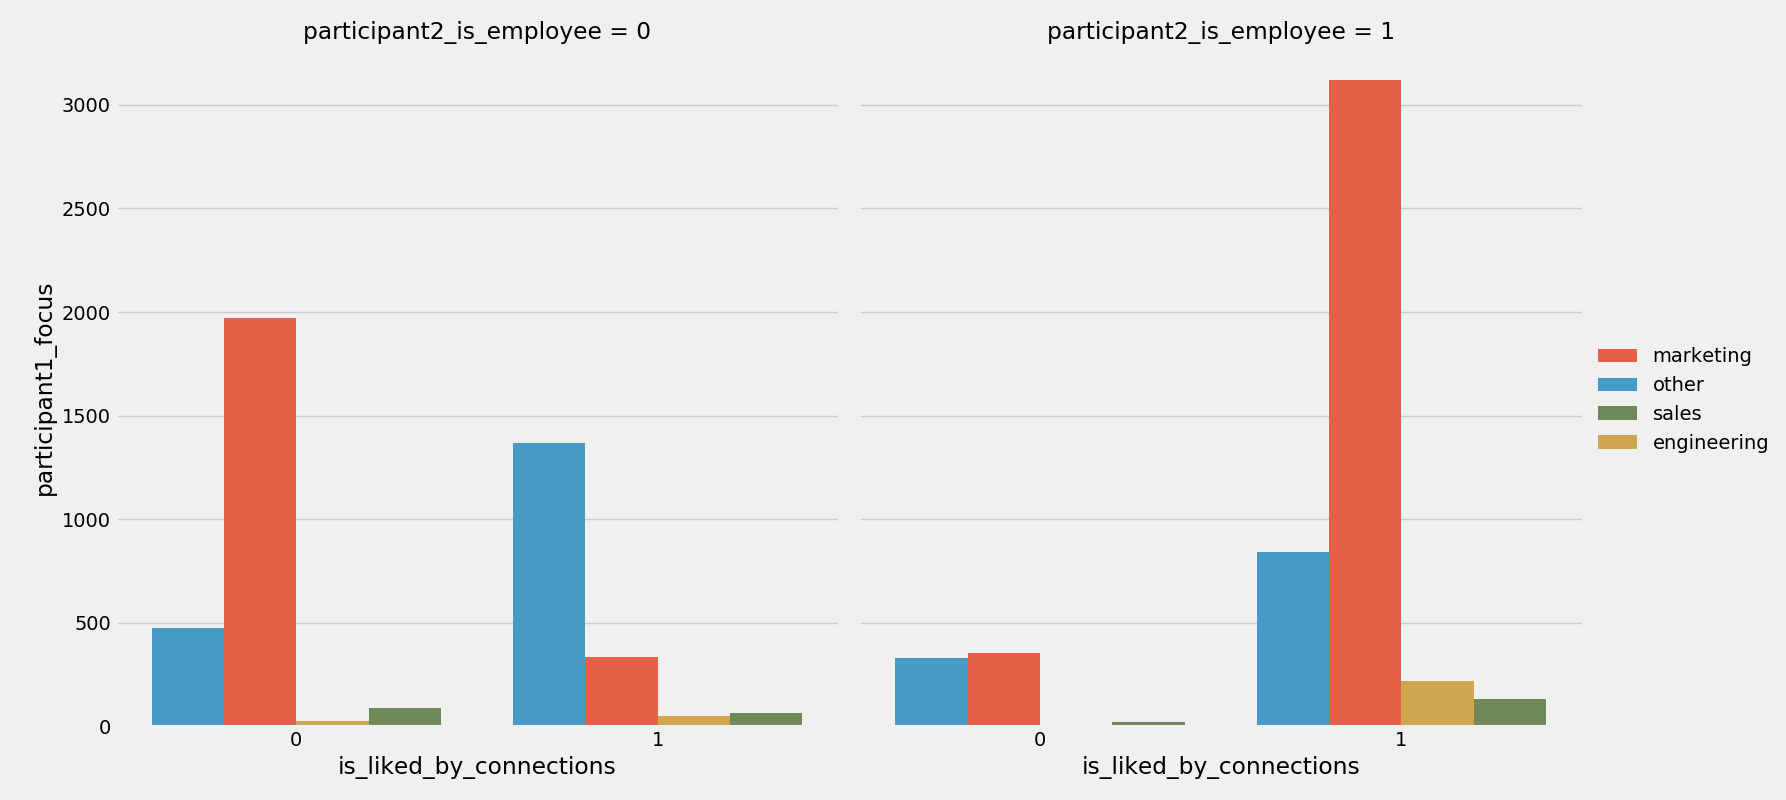 participant2_is_employee = 0
participant2_is_employee = 1
participant1_focus
3000
2500
2000
1500
1000
500
0
0
1
0
1
is_liked_by_connections
is_liked_by_connections
marketing
other
sales
engineering